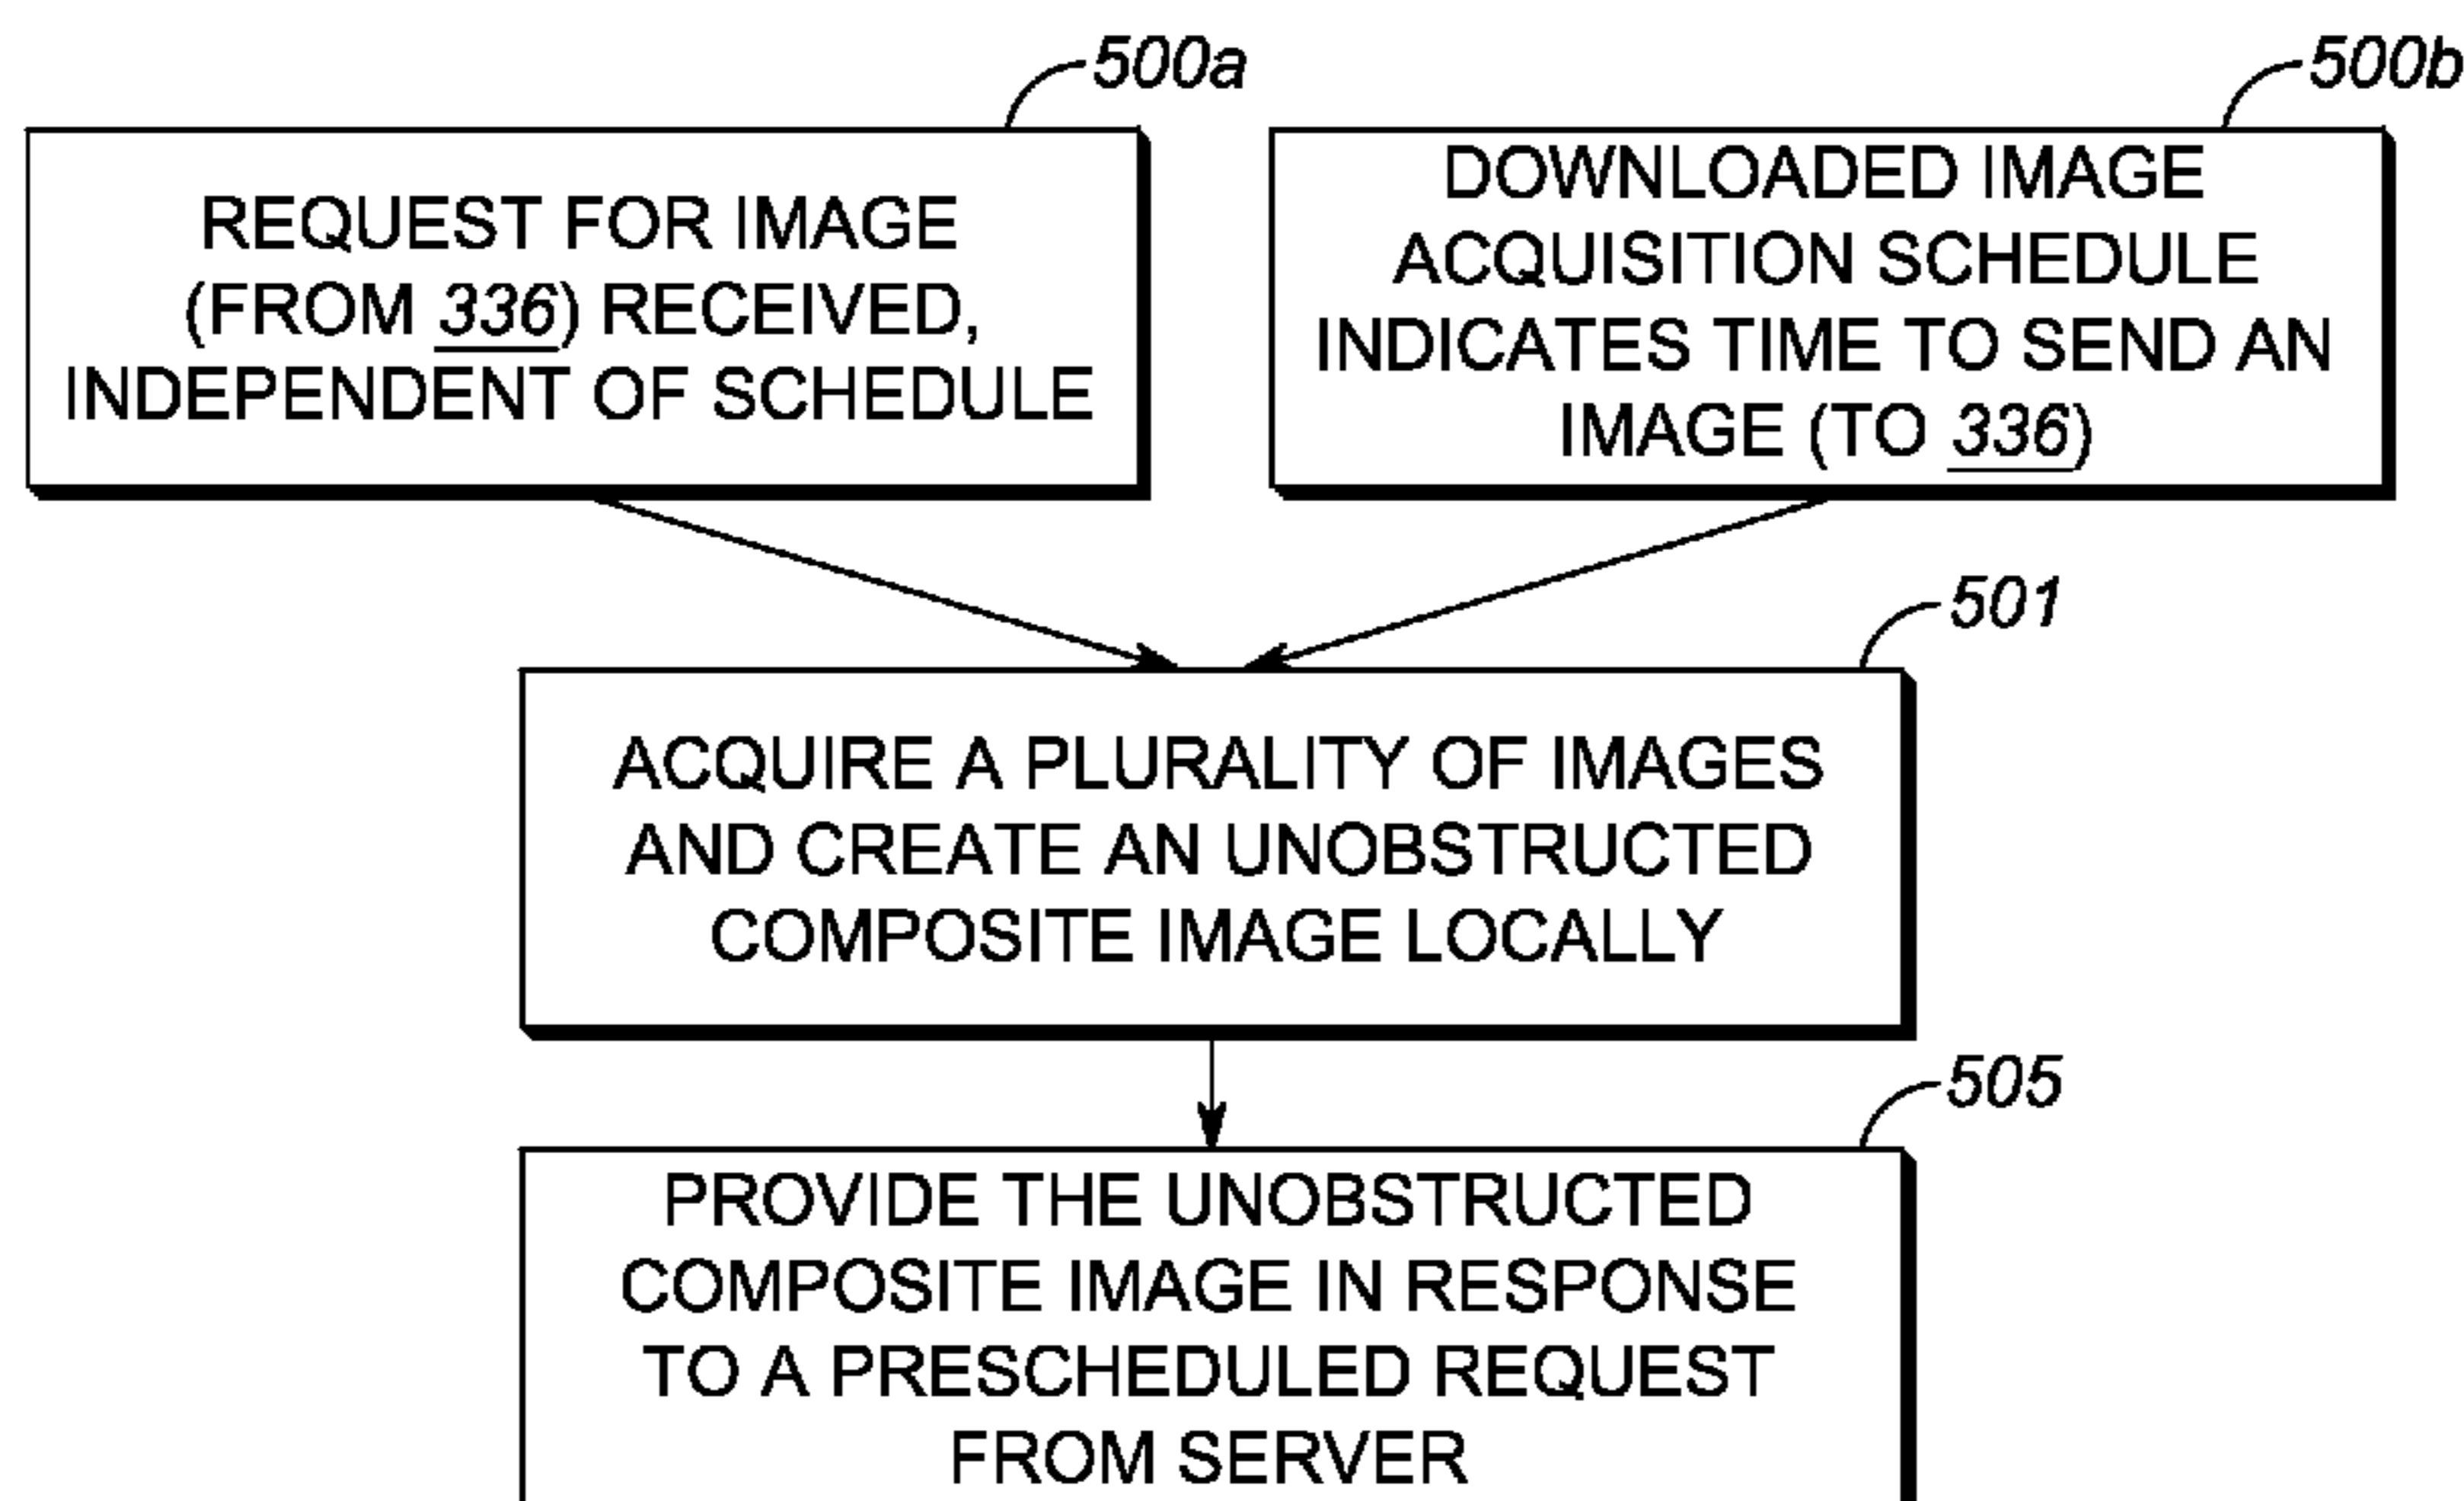 500a
REQUEST FOR IMAGE
(FROM 336) RECEIVED,
INDEPENDENT OF SCHEDULE
500b
DOWNLOADED IMAGE
ACQUISITION SCHEDULE
INDICATES TIME TO SEND AN
IMAGE (TO 336)
501
ACQUIRE A PLURALITY OF IMAGES
AND CREATE AN UNOBSTRUCTED
COMPOSITE IMAGE LOCALLY
505
PROVIDE THE UNOBSTRUCTED
COMPOSITE IMAGE IN RESPONSE
TO A PRESCHEDULED REQUEST
FROM SERVER